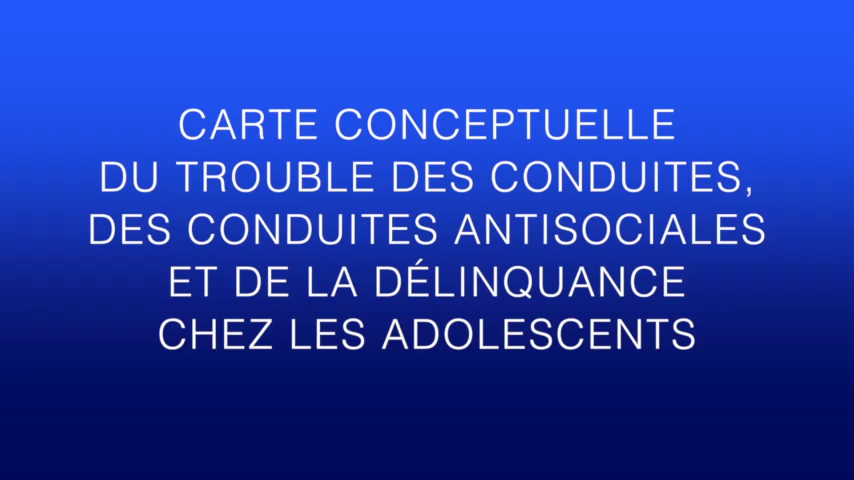 CARTE CONCEPTUELLE
DU TROUBLE DES CONDUITES,
DES CONDUITES ANTISOCIALES
ET DE LA DÉLINQUANCE
CHEZ LES ADOLESCENTS